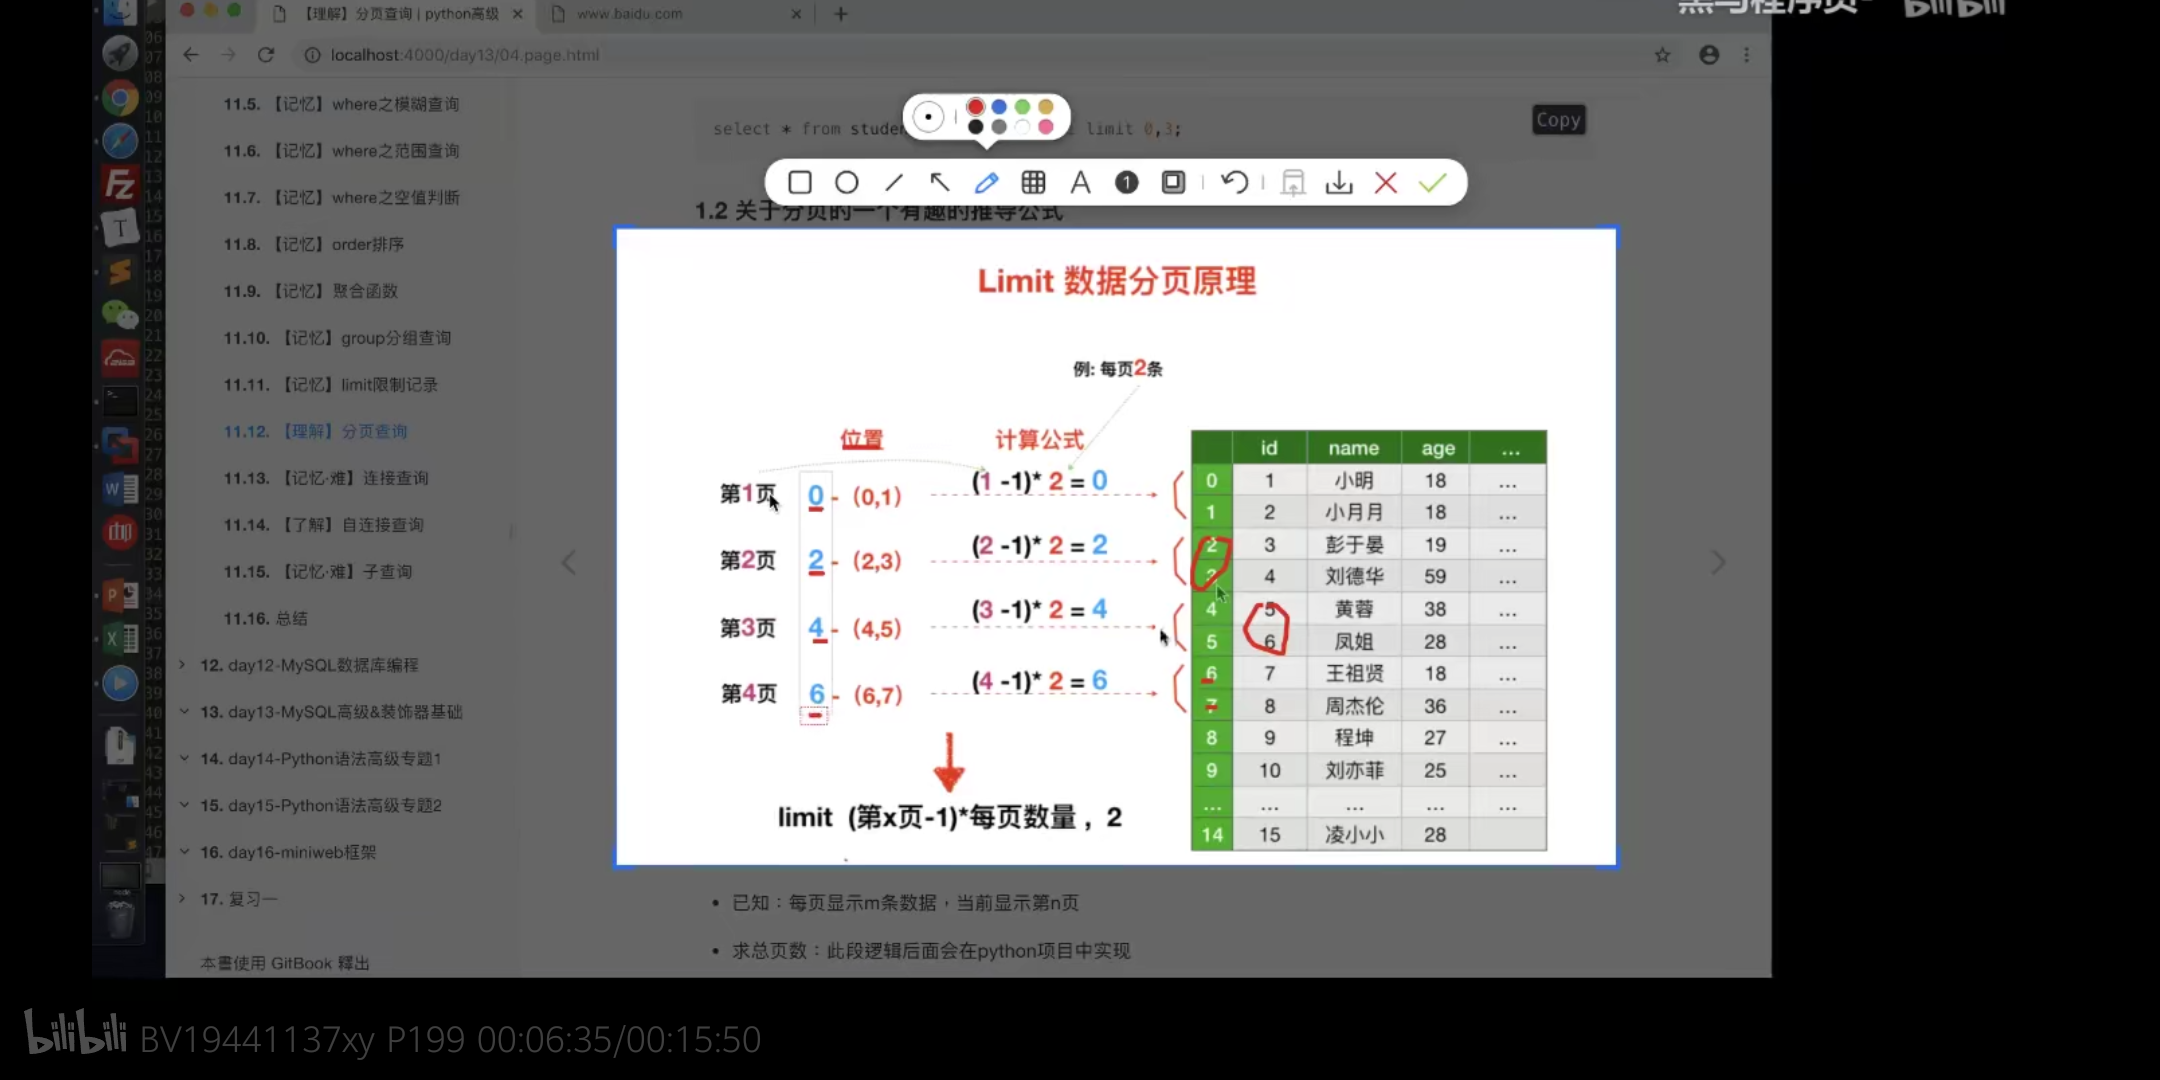 【理解】分页查询 | python高级
www.baidu.com
黑马程序员- bilibili
localhost:4000/day13/04.page.html
11.5. 【记忆】where之模糊查询
11.6. 【记忆】where之范围查询
11.7. 【记忆】where之空值判断
11.8. 【记忆】order排序
11.9. 【记忆】聚合函数
11.10. 【记忆】group分组查询
11.11. 【记忆】limit限制记录
11.12. 【理解】分页查询
11.13. 【记忆·难】连接查询
11.14. 【了解】自连接查询
11.15. 【记忆·难】子查询
11.16. 总结
12. day12-MySQL数据库编程
13. day13-MySQL高级&装饰器基础
14. day14-Python语法高级专题1
15. day15-Python语法高级专题2
16. day16-miniweb框架
17. 复习一
本書使用 GitBook 釋出
select * from studen limit 0,3;
Copy
1.2 关于分页的一个有趣的推导公式
Limit 数据分页原理
例: 每页2条
位置 计算公式
第1页 0 - (0,1) (1 -1)* 2 = 0
第2页 2 - (2,3) (2 -1)* 2 = 2
第3页 4 - (4,5) (3 -1)* 2 = 4
第4页 6 - (6,7) (4 -1)* 2 = 6
limit (第x页-1)*每页数量 , 2
id name age ...
0 1 小明 18 ...
1 2 小月月 18 ...
2 3 彭于晏 19 ...
3 4 刘德华 59 ...
4 5 黄蓉 38 ...
5 6 凤姐 28 ...
6 7 王祖贤 18 ...
7 8 周杰伦 36 ...
8 9 程坤 27 ...
9 10 刘亦菲 25 ...
... ... ... ... ...
14 15 凌小小 28
• 已知：每页显示m条数据，当前显示第n页
• 求总页数：此段逻辑后面会在python项目中实现
bilibili BV19441137xy P199 00:06:35/00:15:50